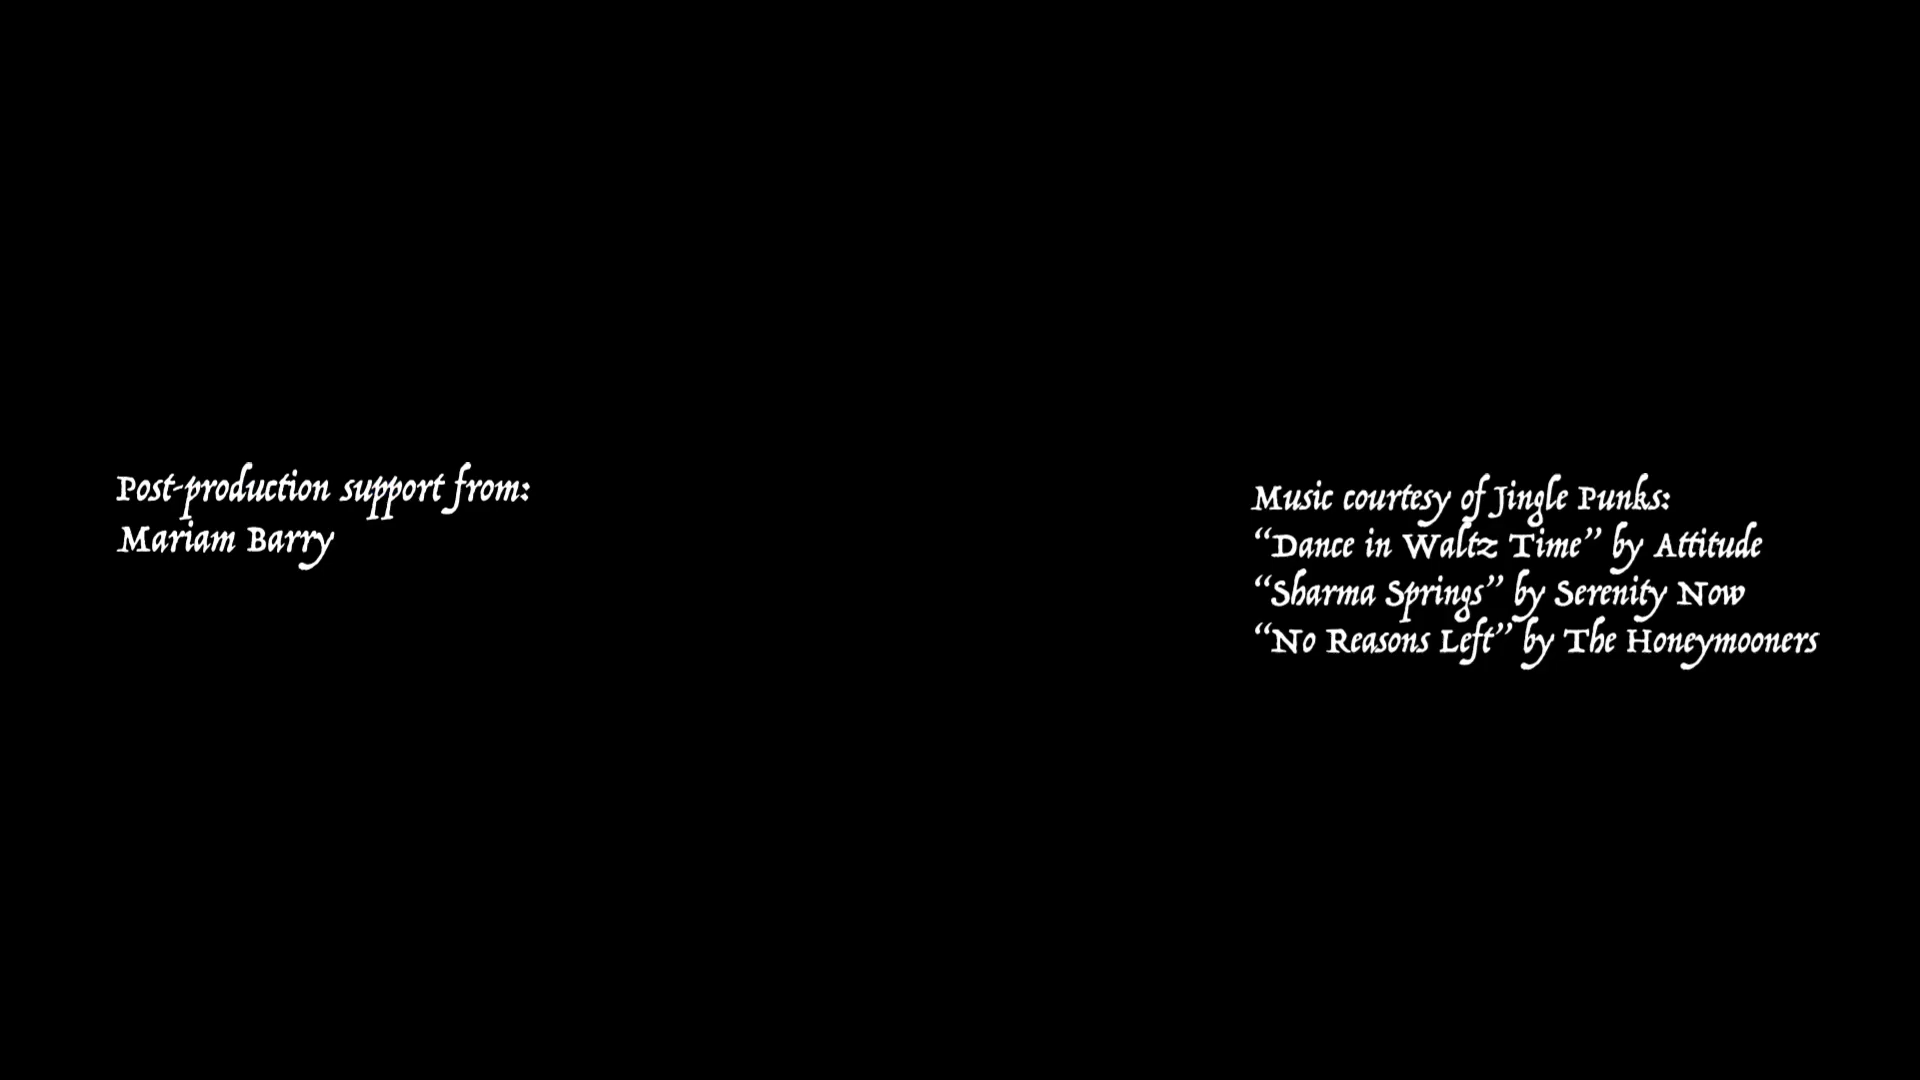 Post-production support from:
Mariam Barry
Music courtesy of Jingle Punks:
“Dance in Waltz Time” by Attitude
“Sharma Springs” by Serenity Now
“No Reasons Left” by The Honeymooners